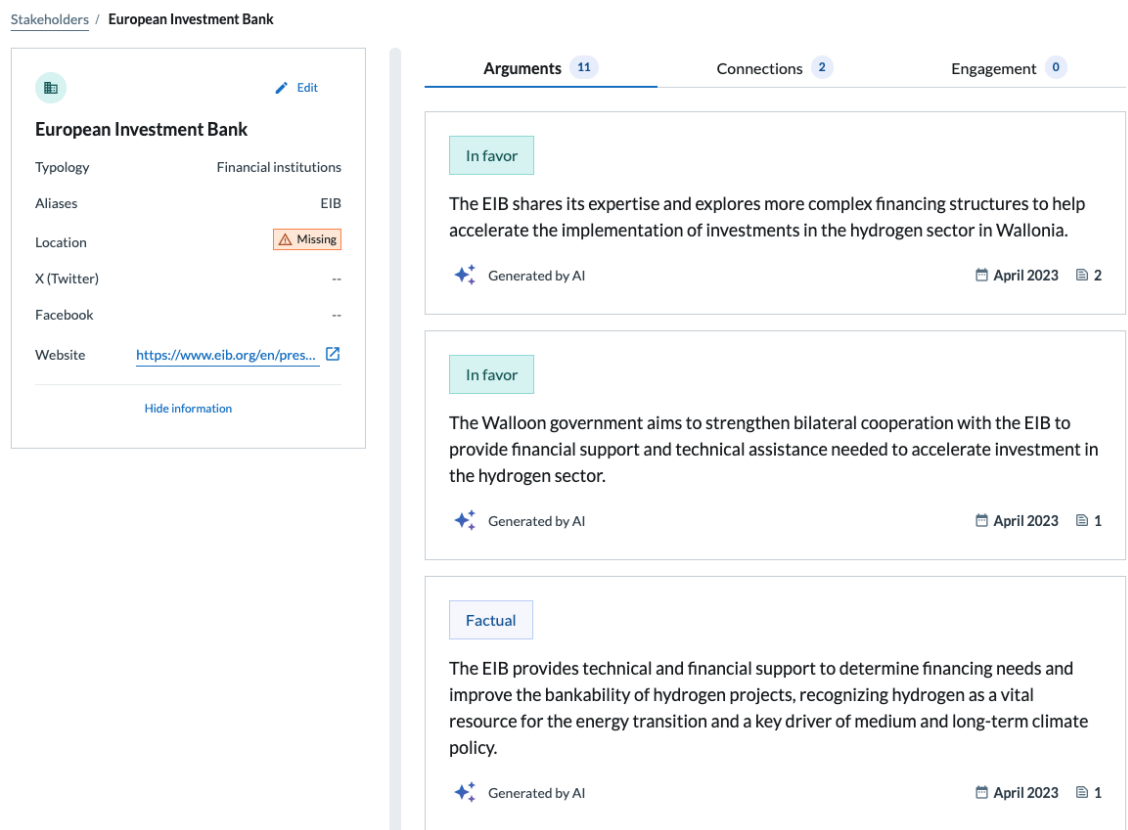 Stakeholders / European Investment Bank
Edit
European Investment Bank
Typology Financial institutions
Aliases EIB
Location Missing
X (Twitter) --
Facebook --
Website https://www.eib.org/en/pres...
Hide information
Arguments 11 Connections 2 Engagement 0
In favor
The EIB shares its expertise and explores more complex financing structures to help
accelerate the implementation of investments in the hydrogen sector in Wallonia.
Generated by AI April 2023 2
In favor
The Walloon government aims to strengthen bilateral cooperation with the EIB to
provide financial support and technical assistance needed to accelerate investment in
the hydrogen sector.
Generated by AI April 2023 1
Factual
The EIB provides technical and financial support to determine financing needs and
improve the bankability of hydrogen projects, recognizing hydrogen as a vital
resource for the energy transition and a key driver of medium and long-term climate
policy.
Generated by AI April 2023 1